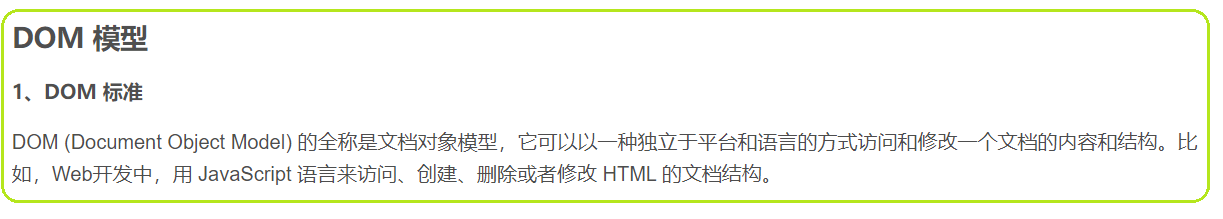 DOM 模型
1、DOM 标准
DOM (Document Object Model) 的全称是文档对象模型，它可以以一种独立于平台和语言的方式访问和修改一个文档的内容和结构。比
如，Web开发中，用 JavaScript 语言来访问、创建、删除或者修改 HTML 的文档结构。